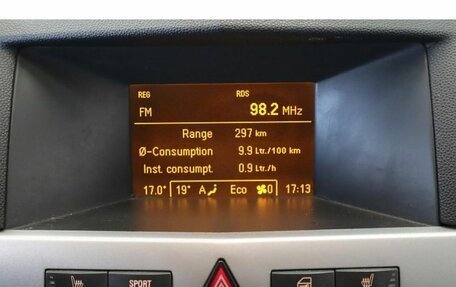 REG RDS
FM 98.2 MHz
Range 297 km
Ø-Consumption 9.9 Ltr./100 km
Inst. consumpt. 0.9 Ltr./h
17.0° 19° A Eco 0 17:13
SPORT